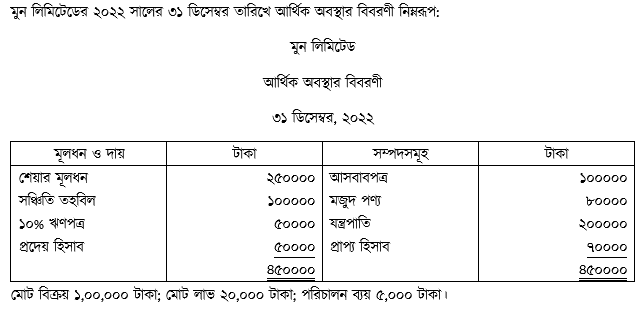 মুন লিমিটেডের ২০২২ সালের ৩১ ডিসেম্বর তারিখে আর্থিক অবস্থার বিবরণী নিম্নরূপ:
মুন লিমিটেড
আর্থিক অবস্থার বিবরণী
৩১ ডিসেম্বর, ২০২২
মূলধন ও দায় টাকা সম্পদসমূহ টাকা
শেয়ার মূলধন ২৫০০০০ আসবাবপত্র ১০০০০০
সঞ্চিতি তহবিল ১০০০০০ মজুদ পণ্য ৮০০০০
১০% ঋণপত্র ৫০০০০ যন্ত্রপাতি ২০০০০০
প্রদেয় হিসাব ৫০০০০ প্রাপ্য হিসাব ৭০০০০
৪৫০০০০ ৪৫০০০০
মোট বিক্রয় ১,০০,০০০ টাকা; মোট লাভ ২০,০০০ টাকা; পরিচালন ব্যয় ৫,০০০ টাকা।